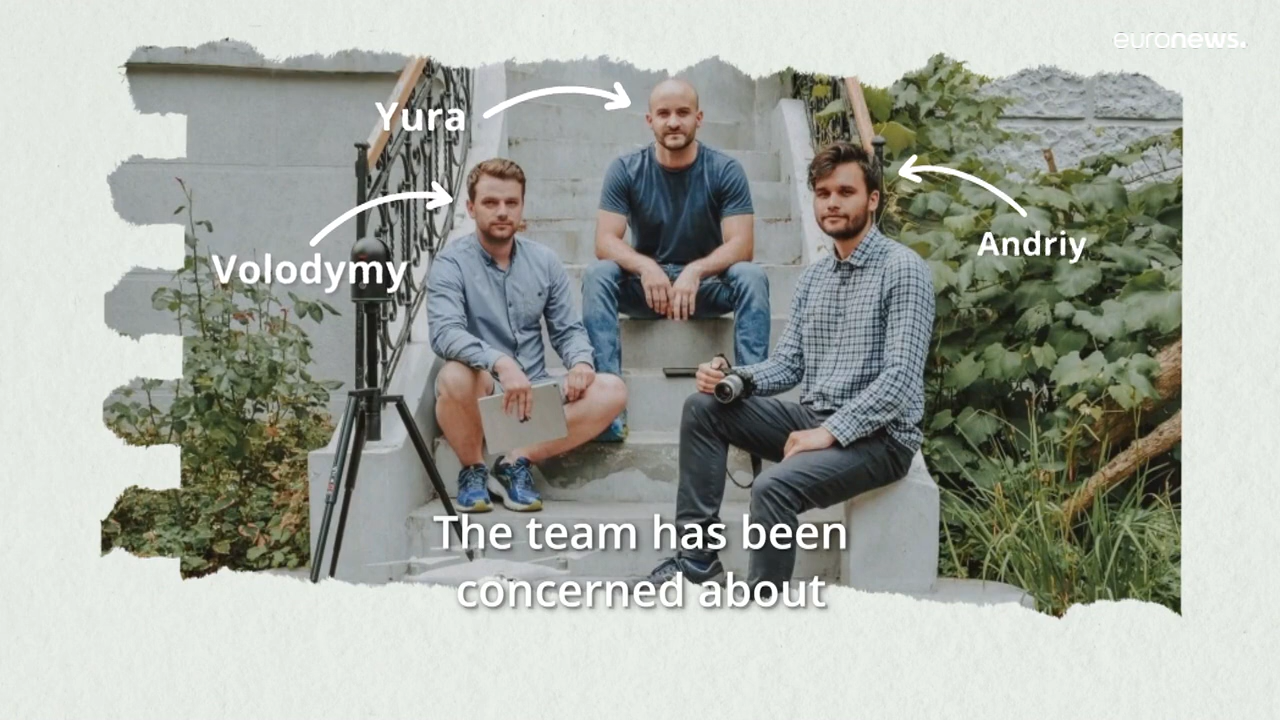 euronews.
Yura
Volodymy
Andriy
The team has been
concerned about